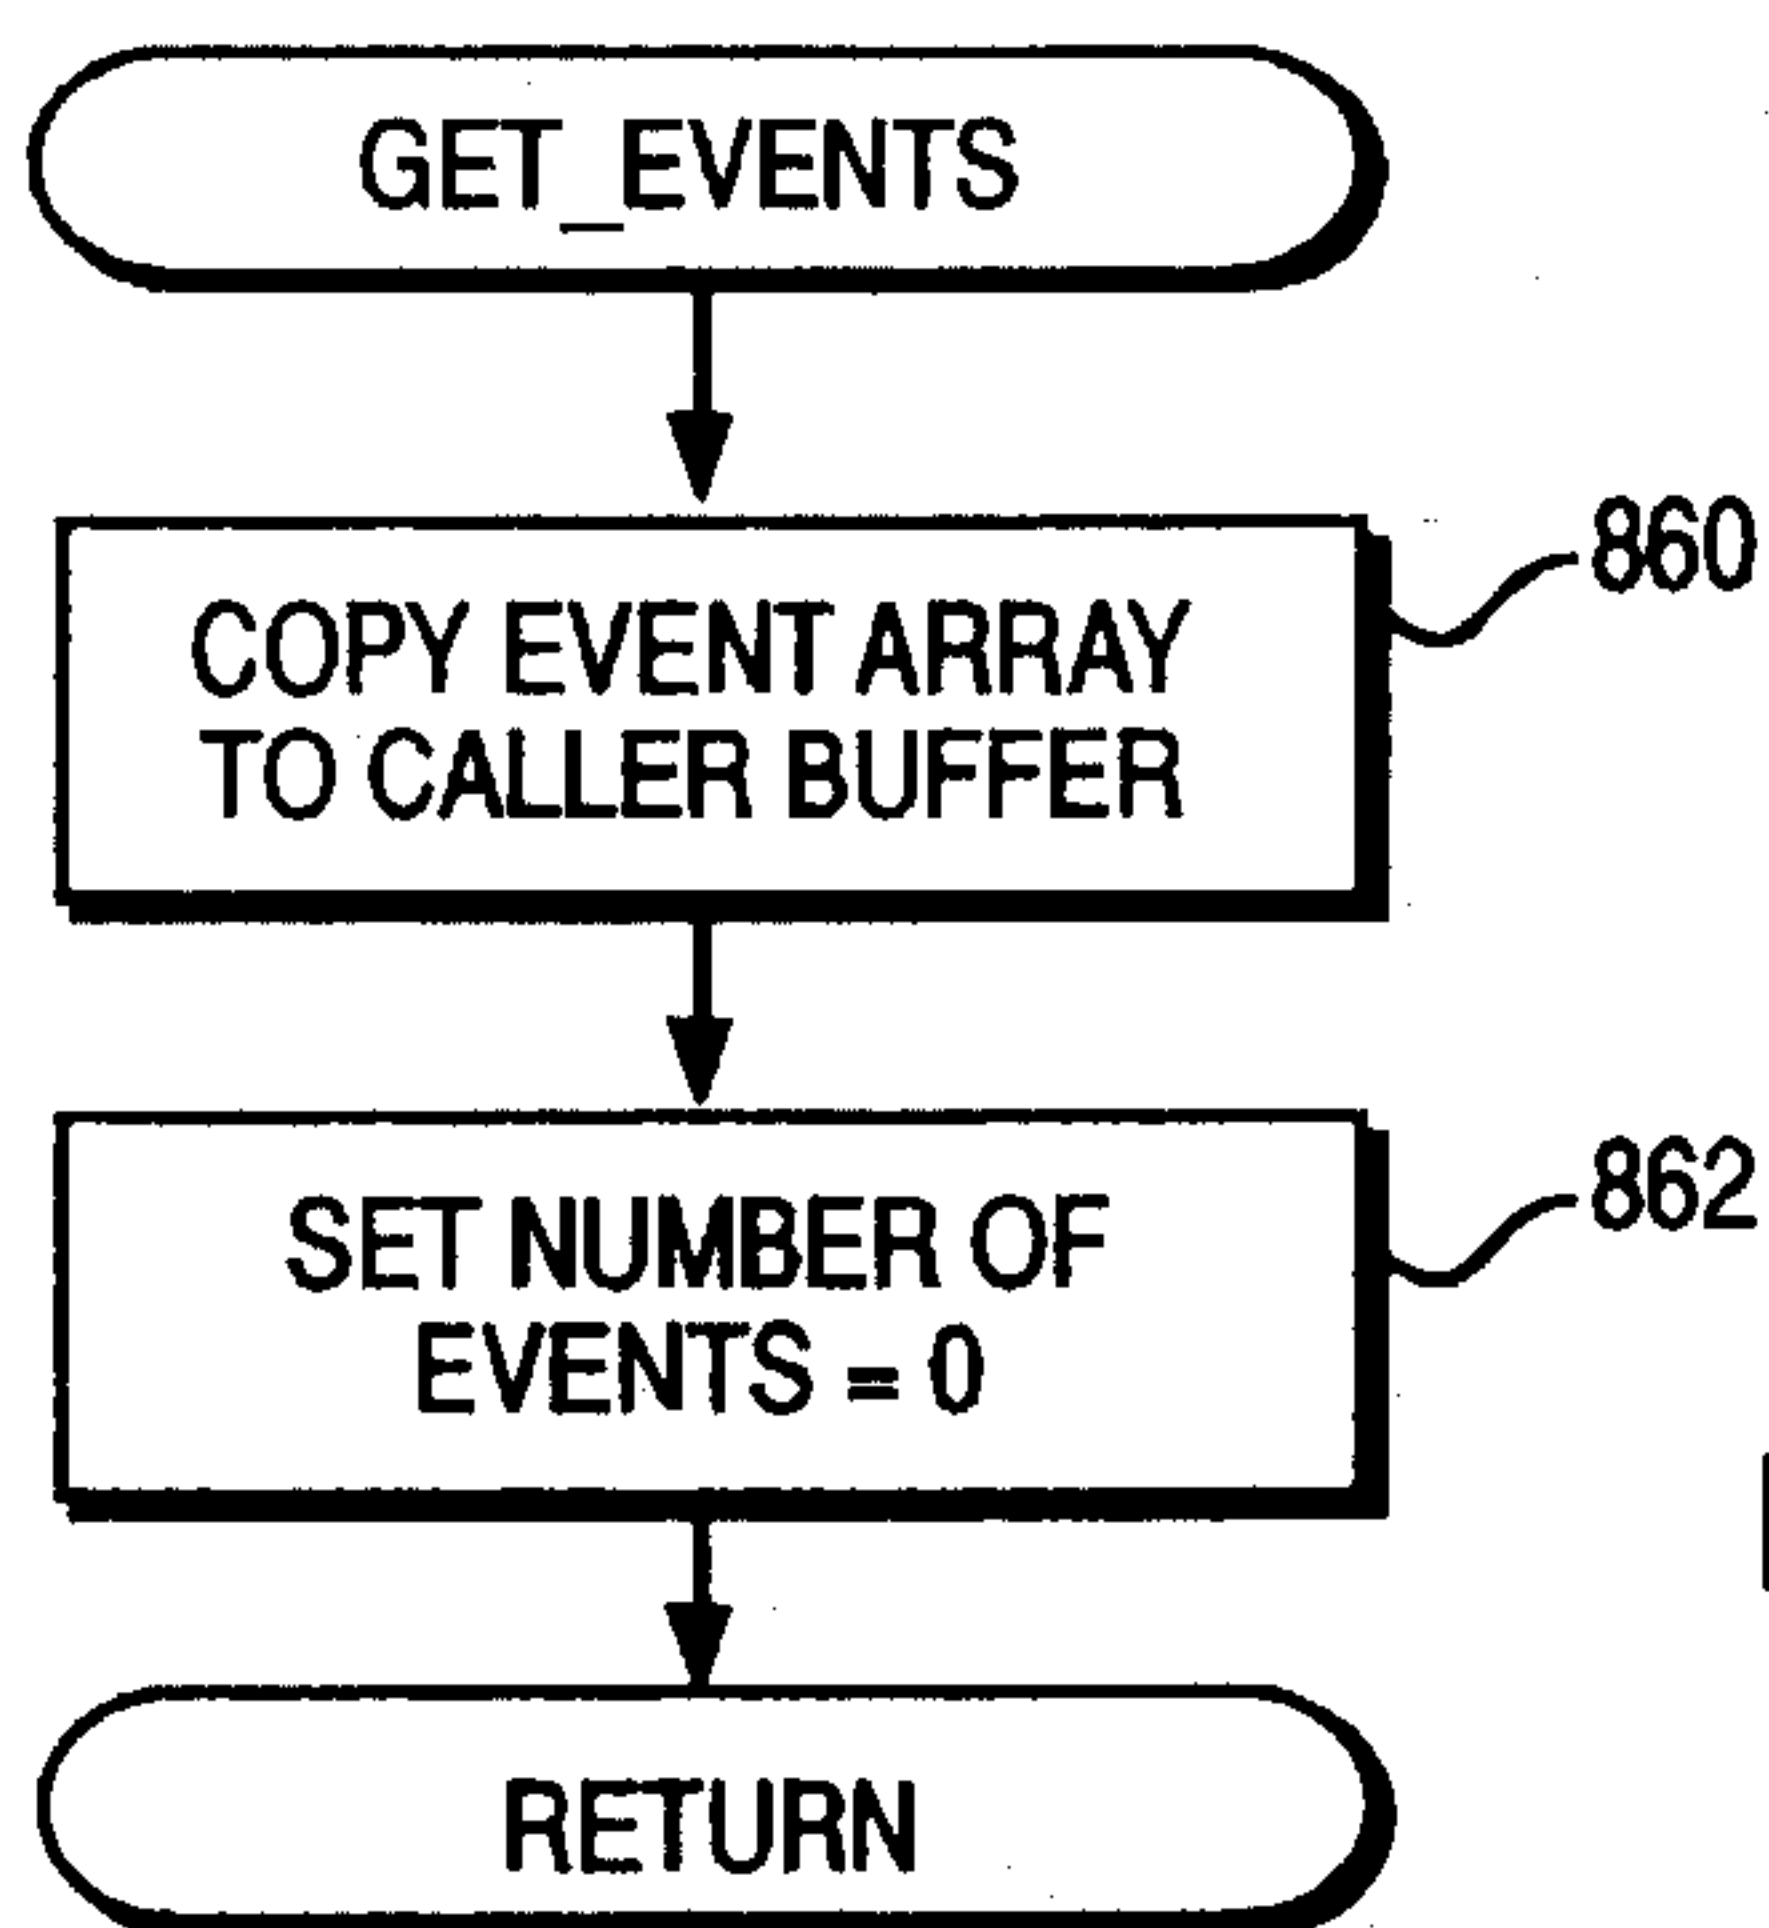 GET_EVENTS
860
COPY EVENT ARRAY
TO CALLER BUFFER
862
SET NUMBER OF
EVENTS = 0
RETURN